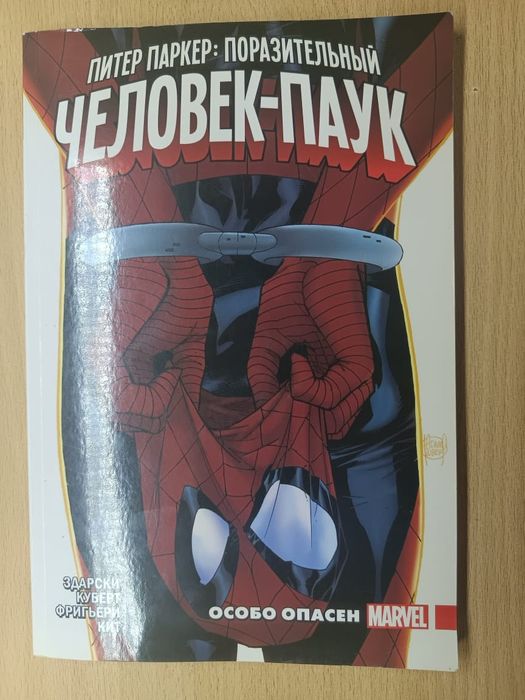 ПИТЕР ПАРКЕР: ПОРАЗИТЕЛЬНЫЙ
ЧЕЛОВЕК-ПАУК
ЗДАРСКИ
КУБЕРТ
ФРИГЬЕРИ
КИТ
ОСОБО ОПАСЕН MARVEL